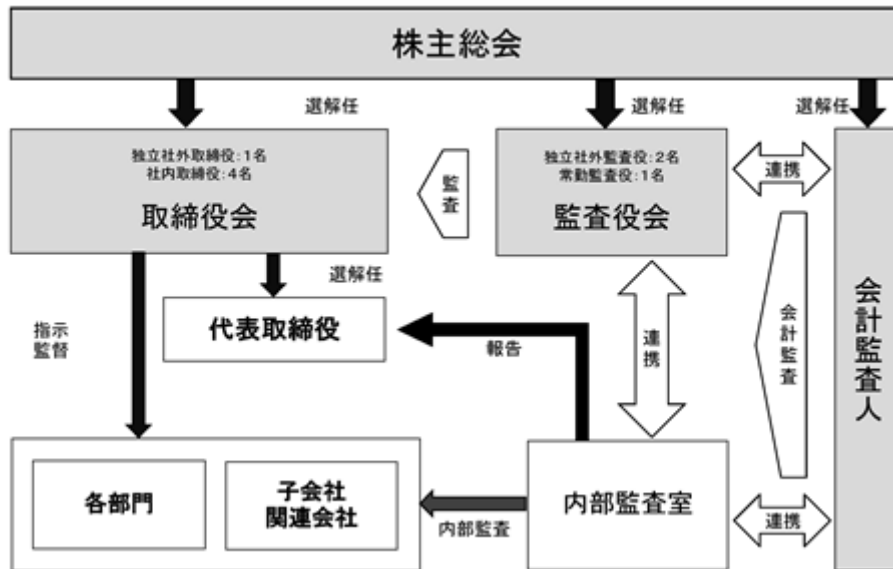 株主総会
選解任
選解任
選解任
独立社外取締役:1名
社内取締役:4名
取締役会
監査
独立社外監査役:2名
常勤監査役:1名
監査役会
連携
会計監査人
選解任
代表取締役
指示
監督
報告
連携
会計監査
各部門
子会社
関連会社
内部監査
内部監査室
連携